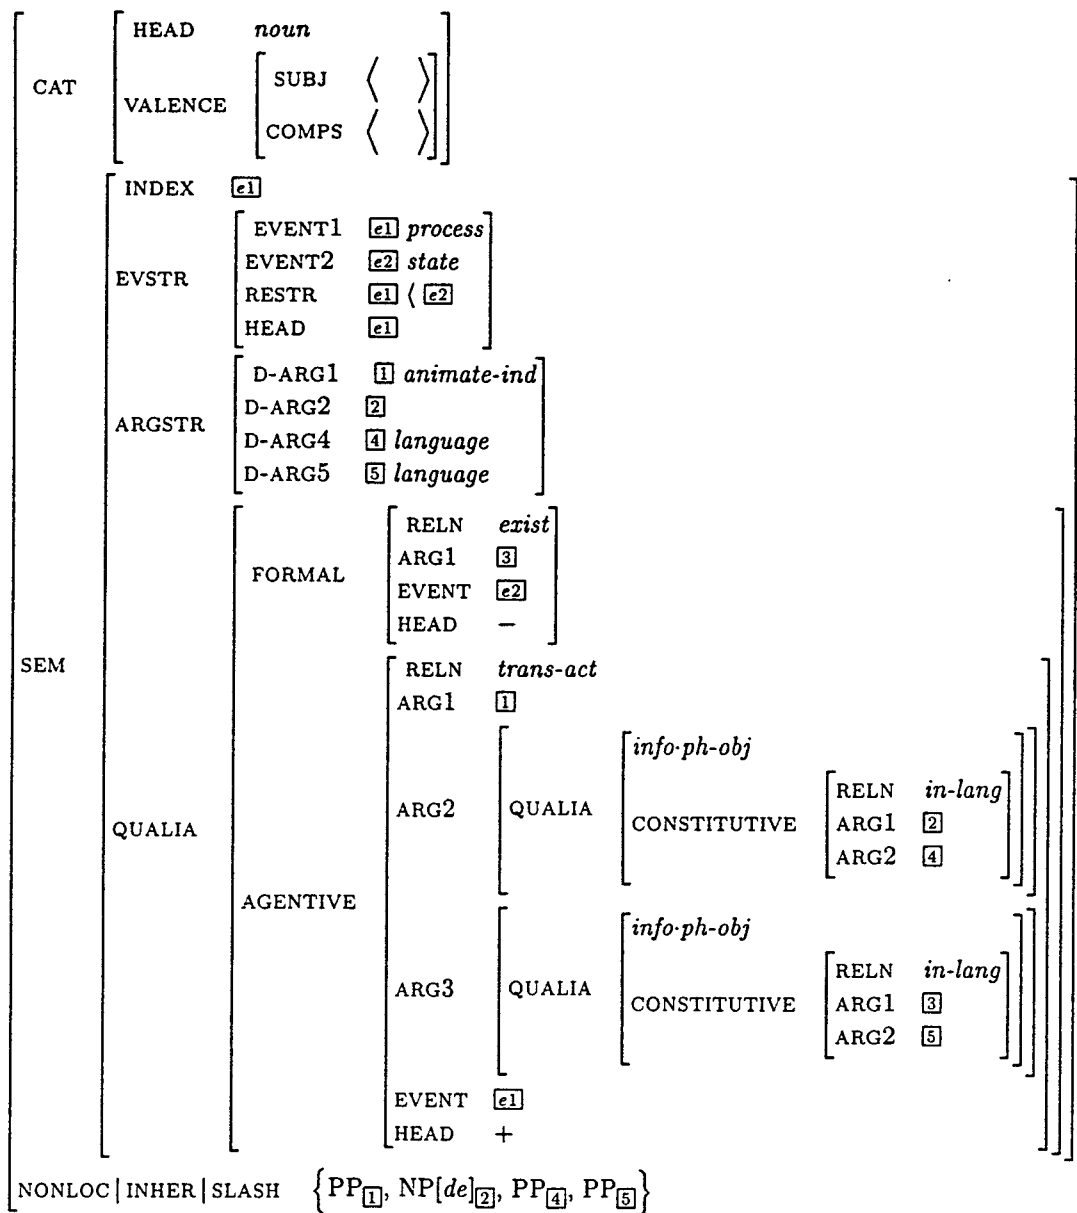 HEAD noun
CAT
VALENCE
SUBJ ⟨ ⟩
COMPS ⟨ ⟩
INDEX e1
EVSTR
EVENT1 e1 process
EVENT2 e2 state
RESTR e1 ⟨ e2
HEAD e1
ARGSTR
D-ARG1 1 animate-ind
D-ARG2 2
D-ARG4 4 language
D-ARG5 5 language
SEM
QUALIA
FORMAL
RELN exist
ARG1 3
EVENT e2
HEAD −
AGENTIVE
RELN trans-act
ARG1 1
ARG2
QUALIA
info·ph-obj
CONSTITUTIVE
RELN in-lang
ARG1 2
ARG2 4
ARG3
QUALIA
info·ph-obj
CONSTITUTIVE
RELN in-lang
ARG1 3
ARG2 5
EVENT e1
HEAD +
NONLOC|INHER|SLASH {PP1, NP[de]2, PP4, PP5}